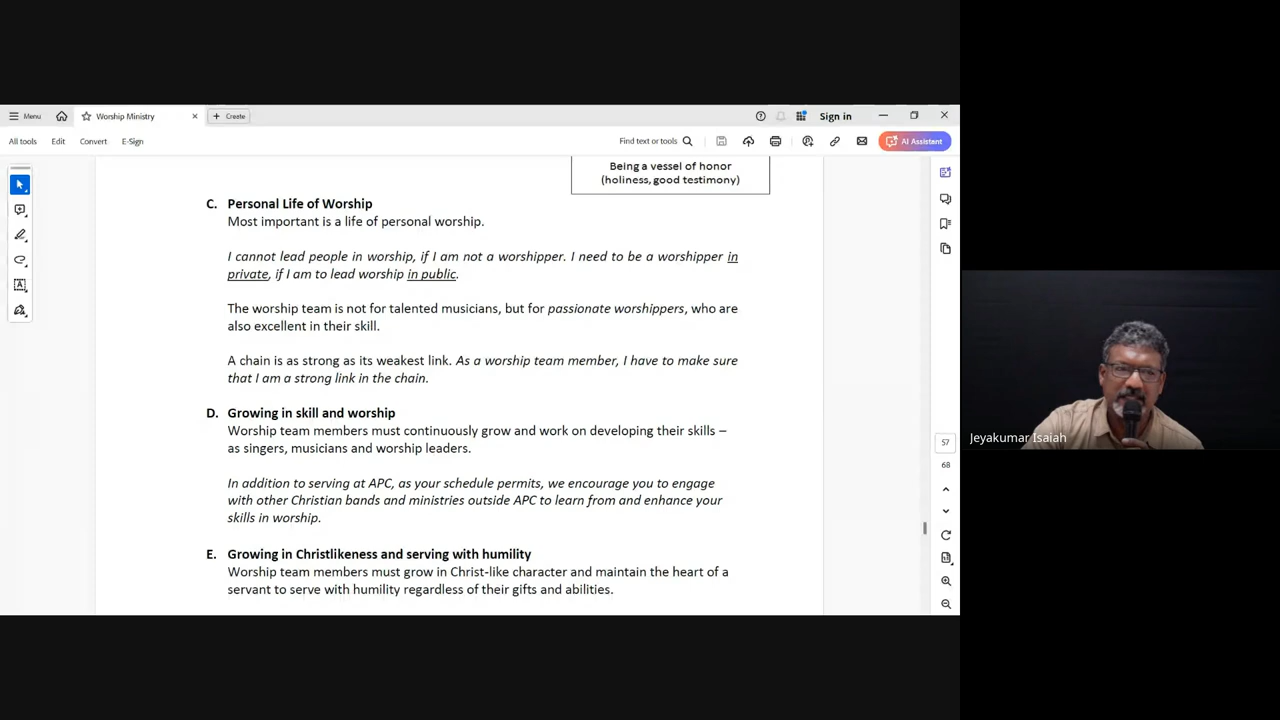 Menu
Worship Ministry
Create
Sign in
All tools
Edit
Convert
E-Sign
Find text or tools
AI Assistant
Being a vessel of honor
(holiness, good testimony)
C. Personal Life of Worship
Most important is a life of personal worship.
I cannot lead people in worship, if I am not a worshipper. I need to be a worshipper in
private, if I am to lead worship in public.
The worship team is not for talented musicians, but for passionate worshippers, who are
also excellent in their skill.
A chain is as strong as its weakest link. As a worship team member, I have to make sure
that I am a strong link in the chain.
D. Growing in skill and worship
Worship team members must continuously grow and work on developing their skills –
as singers, musicians and worship leaders.
In addition to serving at APC, as your schedule permits, we encourage you to engage
with other Christian bands and ministries outside APC to learn from and enhance your
skills in worship.
E. Growing in Christlikeness and serving with humility
Worship team members must grow in Christ-like character and maintain the heart of a
servant to serve with humility regardless of their gifts and abilities.
57
68
Jeyakumar Isaiah